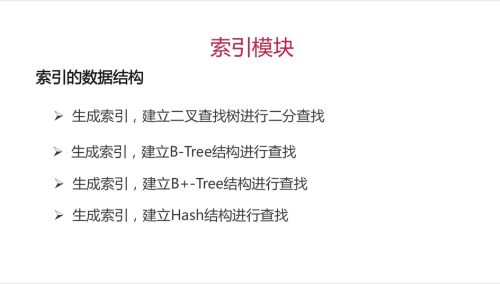 索引模块
索引的数据结构
生成索引，建立二叉查找树进行二分查找
生成索引，建立B-Tree结构进行查找
生成索引，建立B+-Tree结构进行查找
生成索引，建立Hash结构进行查找